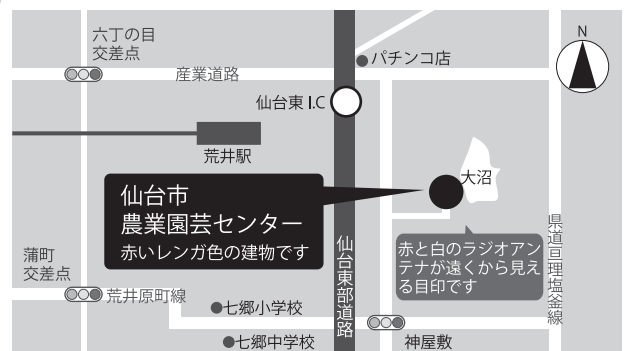 六丁の目
交差点
産業道路
パチンコ店
N
仙台東 I.C
荒井駅
大沼
仙台市
農業園芸センター
赤いレンガ色の建物です
赤と白のラジオアン
テナが遠くから見え
る目印です
県道亘理塩釜線
仙台東部道路
蒲町
交差点
荒井原町線
七郷小学校
七郷中学校
神屋敷